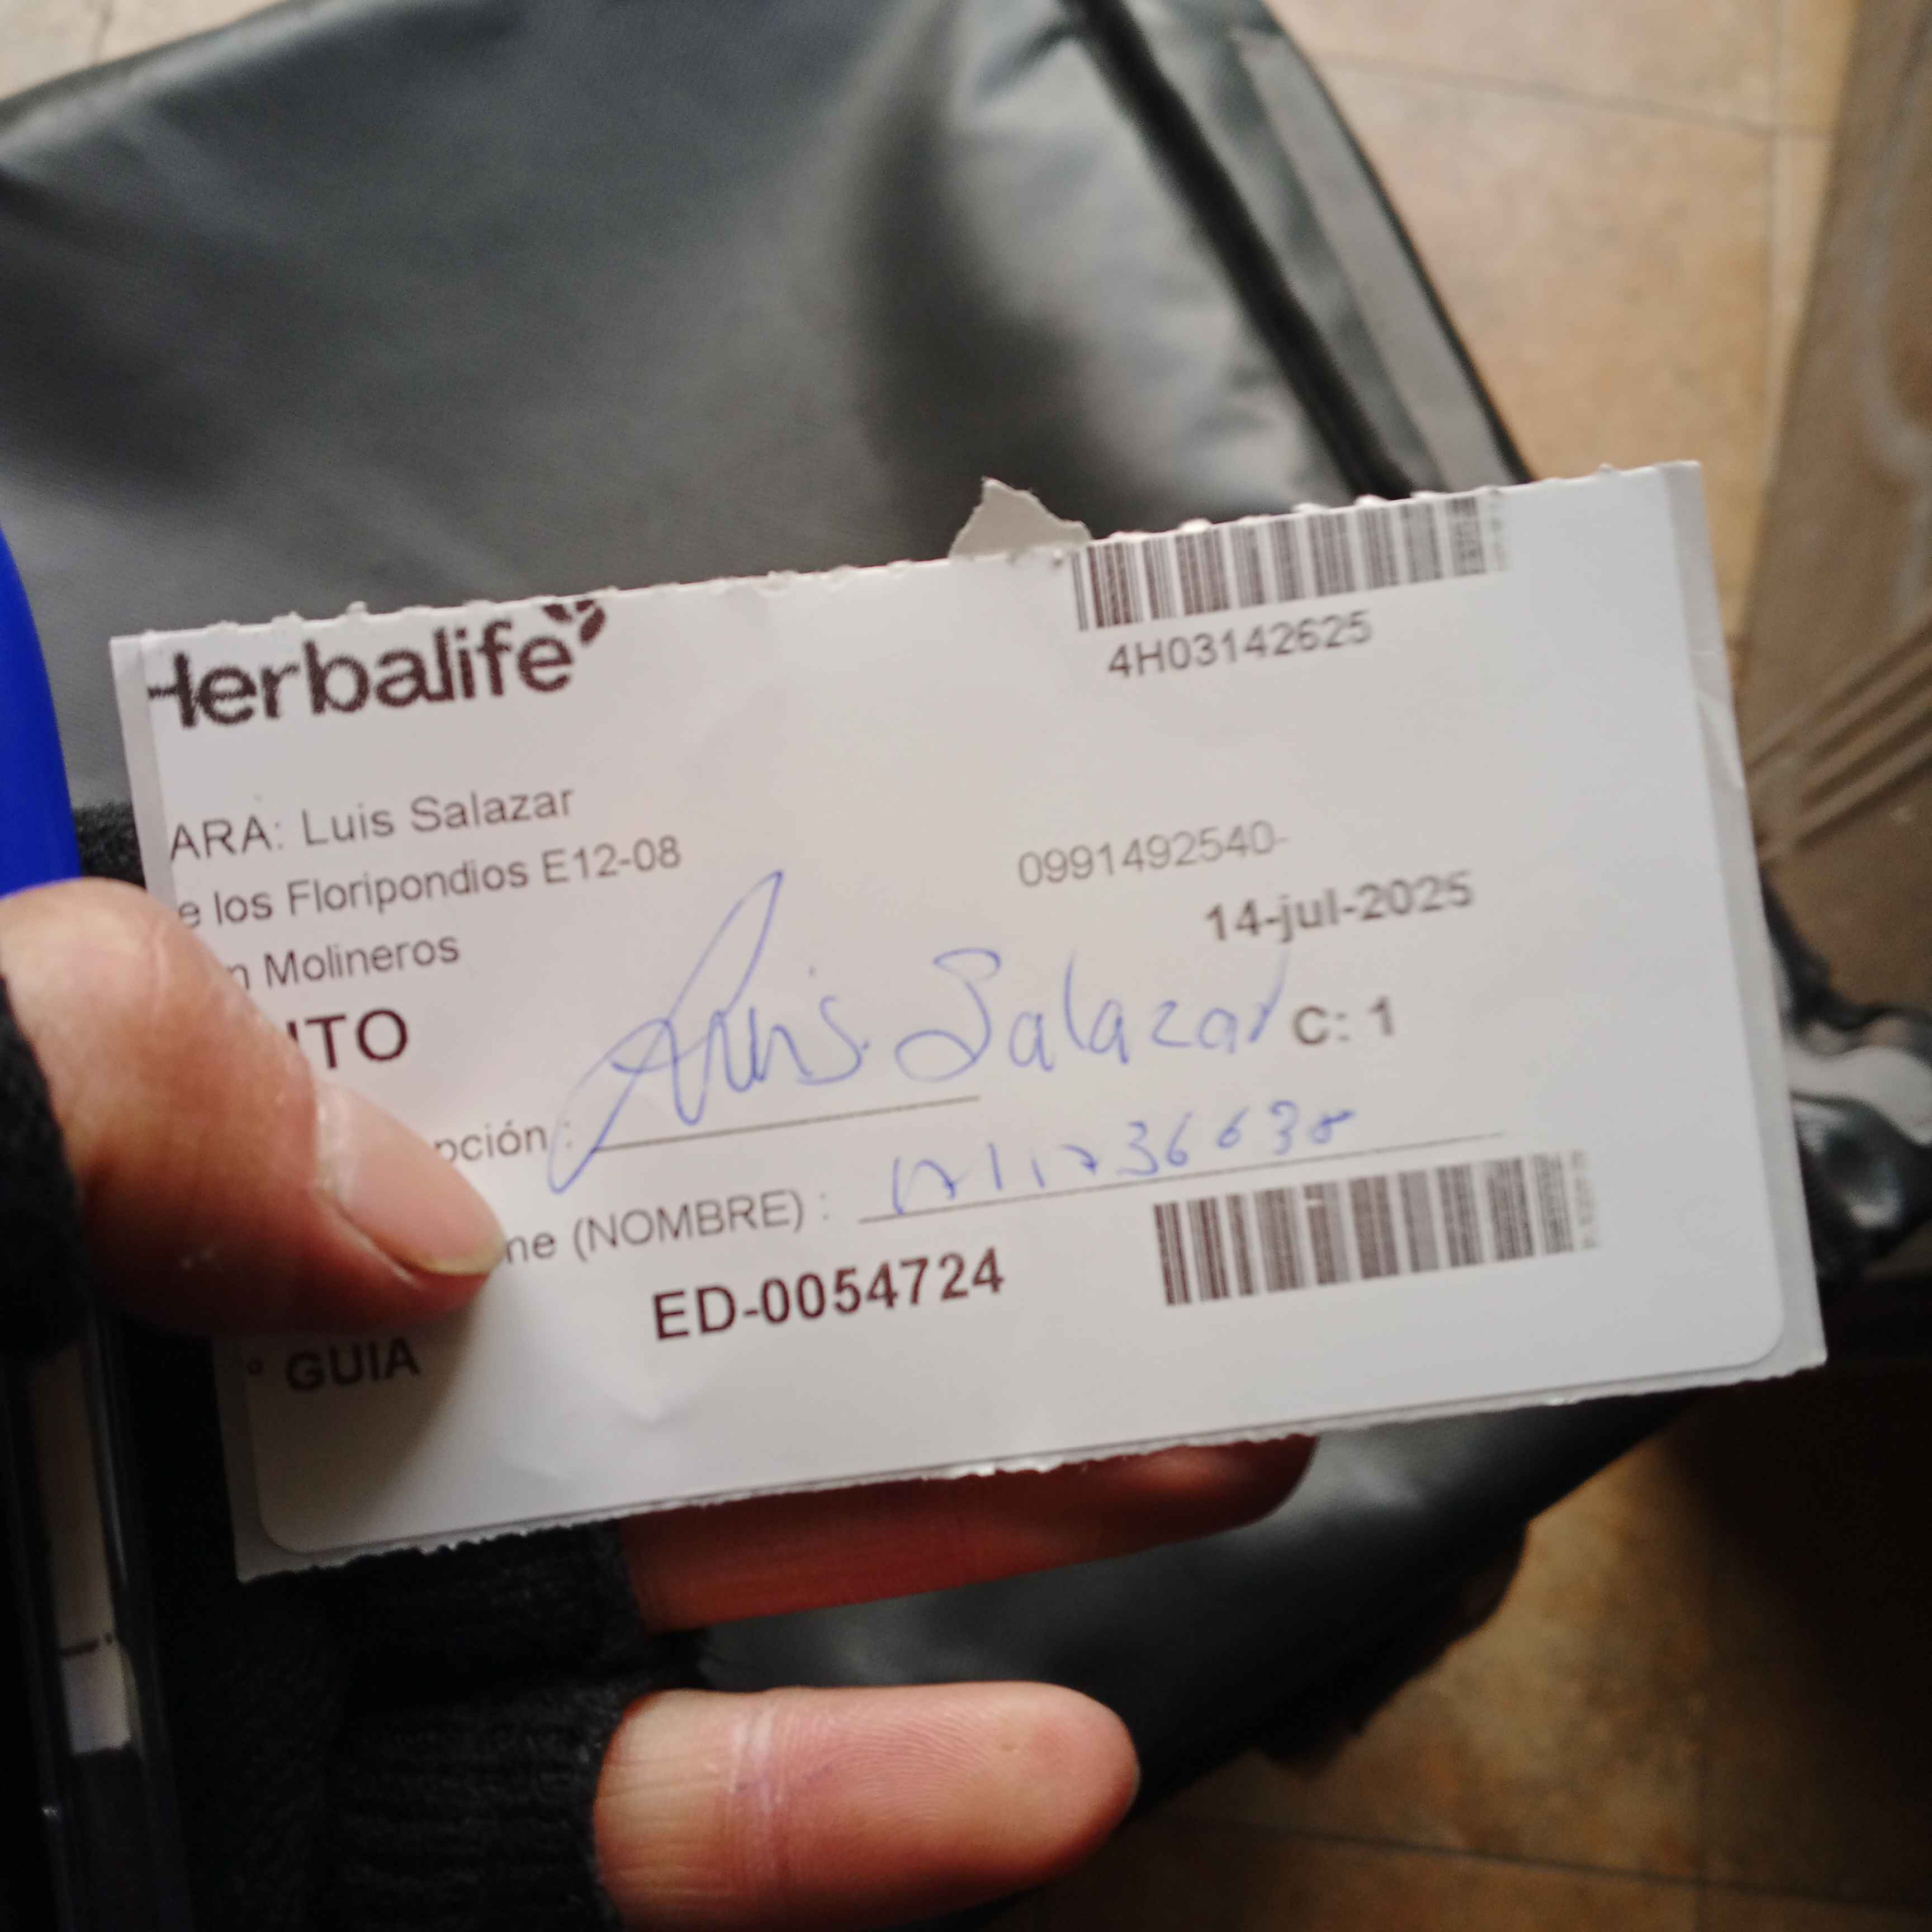 Herbalife
4H03142625
ARA: Luis Salazar
e los Floripondios E12-08
0991492540-
n Molineros
14-jul-2025
ITO
Luis Salazar
C: 1
pción :
me (NOMBRE) :
ED-0054724
° GUIA